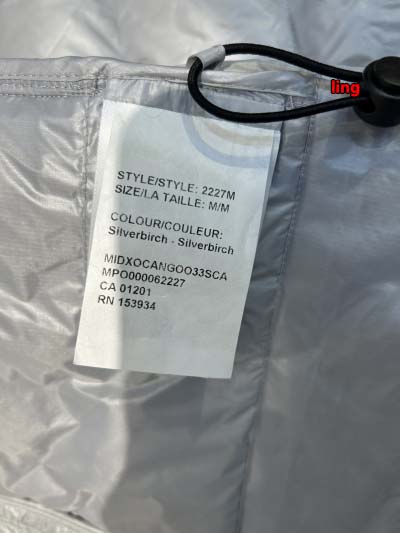 ling
STYLE/STYLE: 2227M
SIZE/LA TAILLE: M/M
COLOUR/COULEUR:
Silverbirch - Silverbirch
MIDXOCANGOO33SCA
MPO000062227
CA 01201
RN 153934